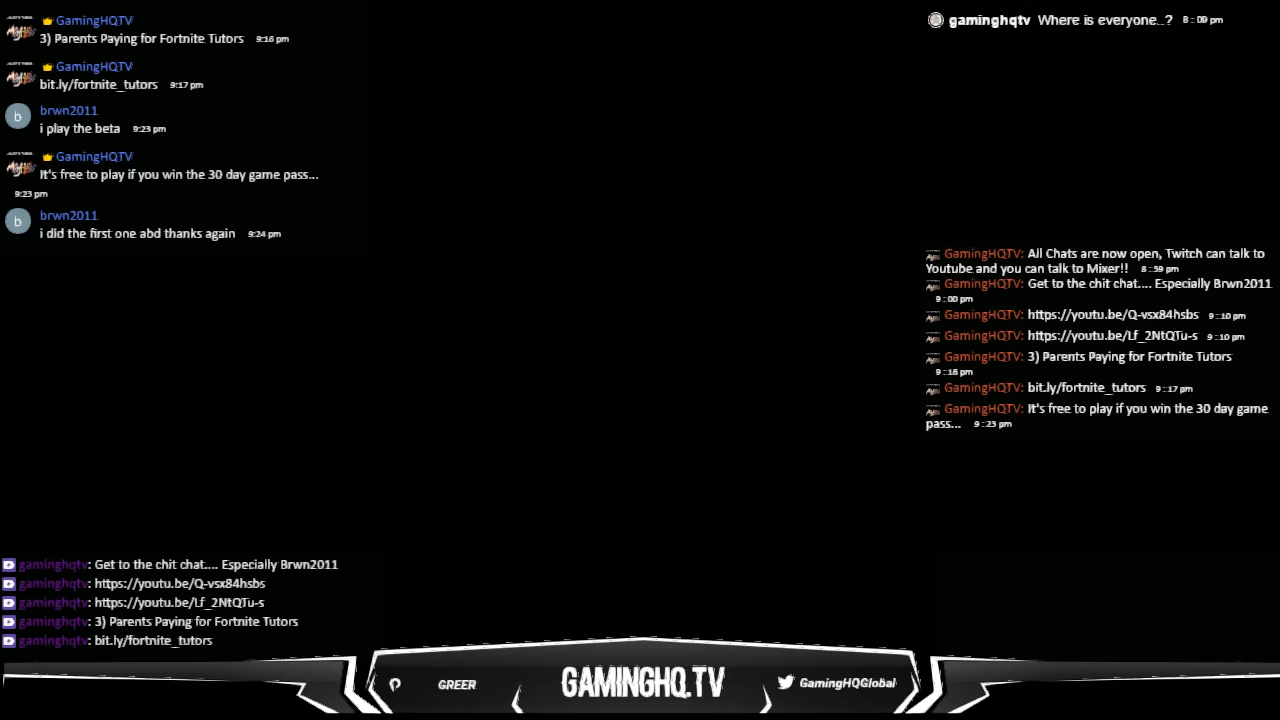 GamingHQTV
3) Parents Paying for Fortnite Tutors 9:16 pm
GamingHQTV
bit.ly/fortnite_tutors 9:17 pm
b
brwn2011
i play the beta 9:23 pm
GamingHQTV
It's free to play if you win the 30 day game pass...
9:23 pm
b
brwn2011
i did the first one abd thanks again 9:24 pm
gaminghqtv Where is everyone..? 8:09 pm
GamingHQTV: All Chats are now open, Twitch can talk to
Youtube and you can talk to Mixer!! 8:59 pm
GamingHQTV: Get to the chit chat.... Especially Brwn2011
9:00 pm
GamingHQTV: https://youtu.be/Q-vsx84hsbs 9:10 pm
GamingHQTV: https://youtu.be/Lf_2NtQTu-s 9:10 pm
GamingHQTV: 3) Parents Paying for Fortnite Tutors
9:16 pm
GamingHQTV: bit.ly/fortnite_tutors 9:17 pm
GamingHQTV: It's free to play if you win the 30 day game
pass... 9:23 pm
gaminghqtv: Get to the chit chat.... Especially Brwn2011
gaminghqtv: https://youtu.be/Q-vsx84hsbs
gaminghqtv: https://youtu.be/Lf_2NtQTu-s
gaminghqtv: 3) Parents Paying for Fortnite Tutors
gaminghqtv: bit.ly/fortnite_tutors
GREER
GAMINGHQ.TV
GamingHQGlobal